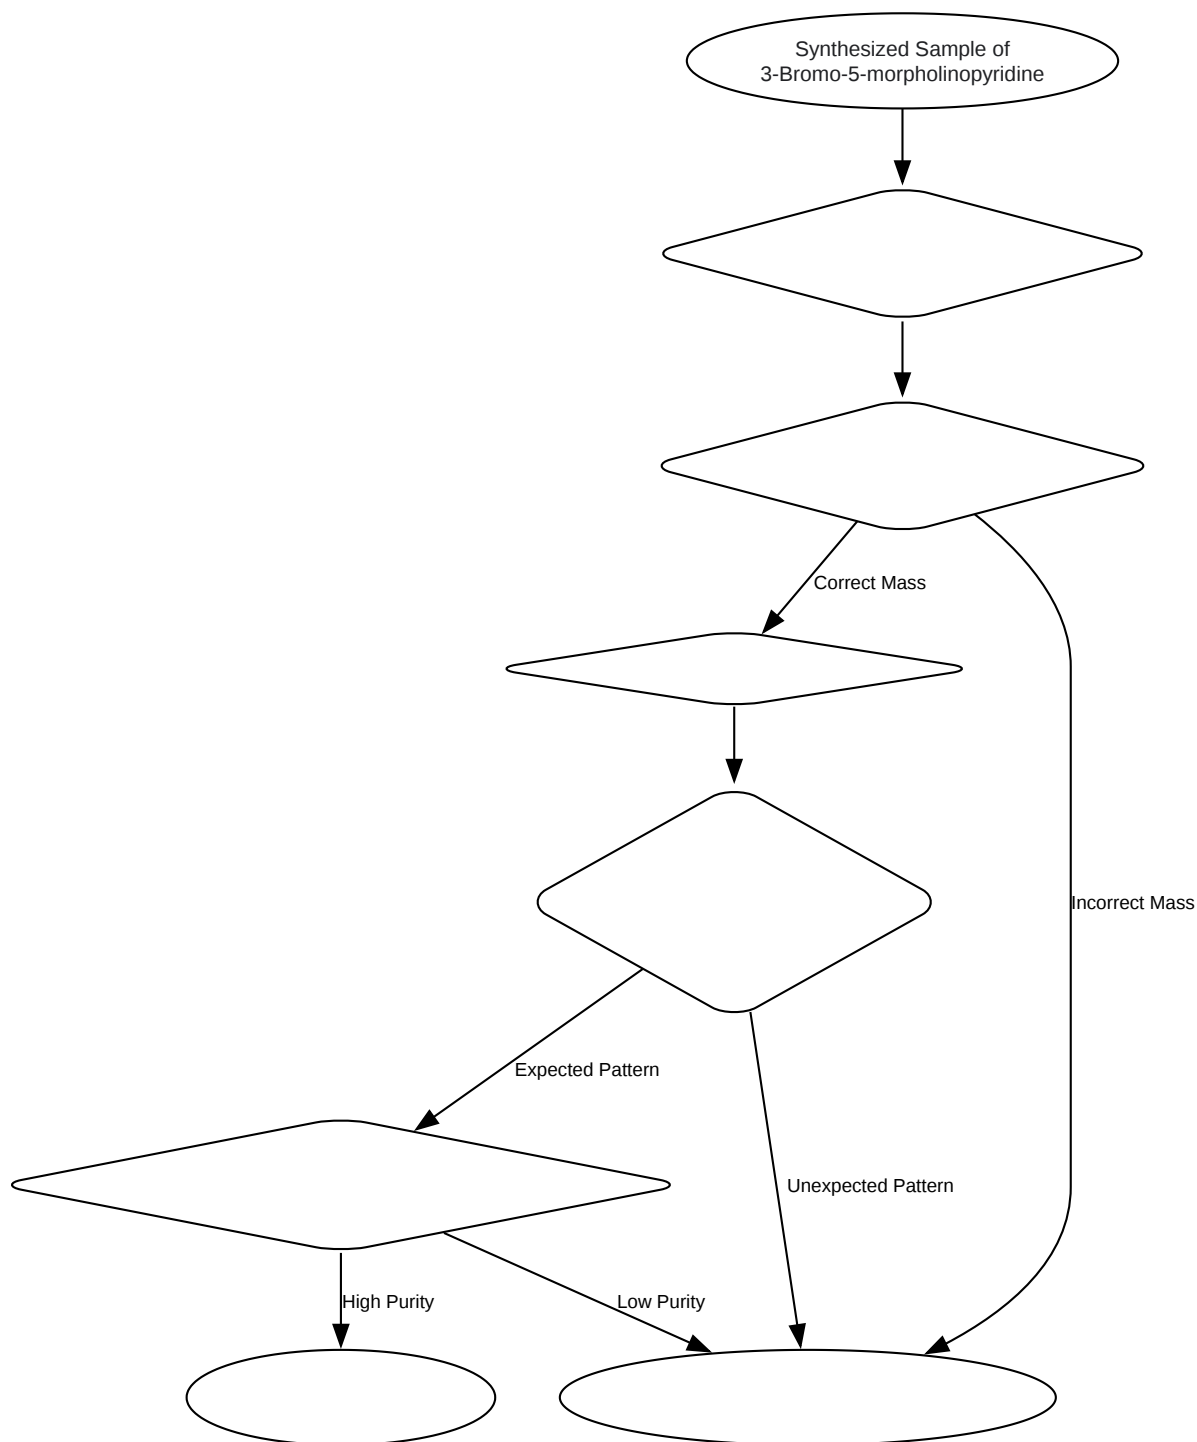 Synthesized Sample of
3-Bromo-5-morpholinopyridine
Correct Mass
Incorrect Mass
Expected Pattern
Unexpected Pattern
High Purity
Low Purity